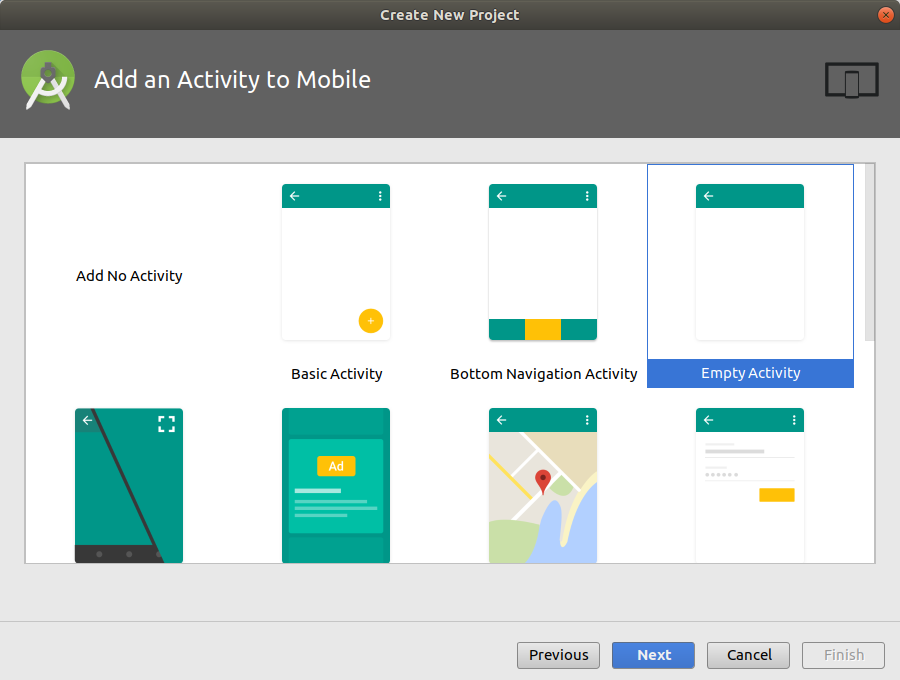 Create New Project
Add an Activity to Mobile
Add No Activity
Basic Activity
Bottom Navigation Activity
Empty Activity
Ad
Previous
Next
Cancel
Finish